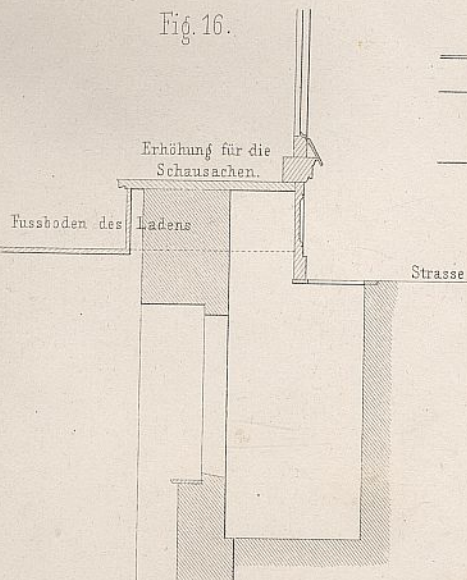 Fig. 16.
Erhöhung für die
Schausachen.
Fussboden des Ladens
Strasse